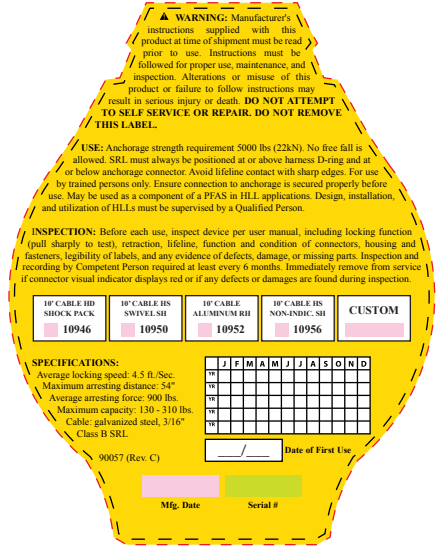 ⚠ WARNING: Manufacturer's
instructions supplied with this
product at time of shipment must be read
prior to use. Instructions must be
followed for proper use, maintenance, and
inspection. Alterations or misuse of this
product or failure to follow instructions may
result in serious injury or death. DO NOT ATTEMPT
TO SELF SERVICE OR REPAIR. DO NOT REMOVE
THIS LABEL.
USE: Anchorage strength requirement 5000 lbs (22kN). No free fall is
allowed. SRL must always be positioned at or above harness D-ring and at
or below anchorage connector. Avoid lifeline contact with sharp edges. For use
by trained persons only. Ensure connection to anchorage is secured properly before
use. May be used as a component of a PFAS in HLL applications. Design, installation,
and utilization of HLLs must be supervised by a Qualified Person.
INSPECTION: Before each use, inspect device per user manual, including locking function
(pull sharply to test), retraction, lifeline, function and condition of connectors, housing and
fasteners, legibility of labels, and any evidence of defects, damage, or missing parts. Inspection and
recording by Competent Person required at least every 6 months. Immediately remove from service
if connector visual indicator displays red or if any defects or damages are found during inspection.
10' CABLE HD
SHOCK PACK
10946
10' CABLE HS
SWIVEL SH
10950
10' CABLE
ALUMINUM RH
10952
10' CABLE HS
NON-INDIC. SH
10956
CUSTOM
SPECIFICATIONS:
Average locking speed: 4.5 ft./Sec.
Maximum arresting distance: 54"
Average arresting force: 900 lbs.
Maximum capacity: 130 - 310 lbs.
Cable: galvanized steel, 3/16"
Class B SRL
90057 (Rev. C)
J F M A M J J A S O N D
YR
YR
YR
YR
YR
____/____ Date of First Use
Mfg. Date
Serial #